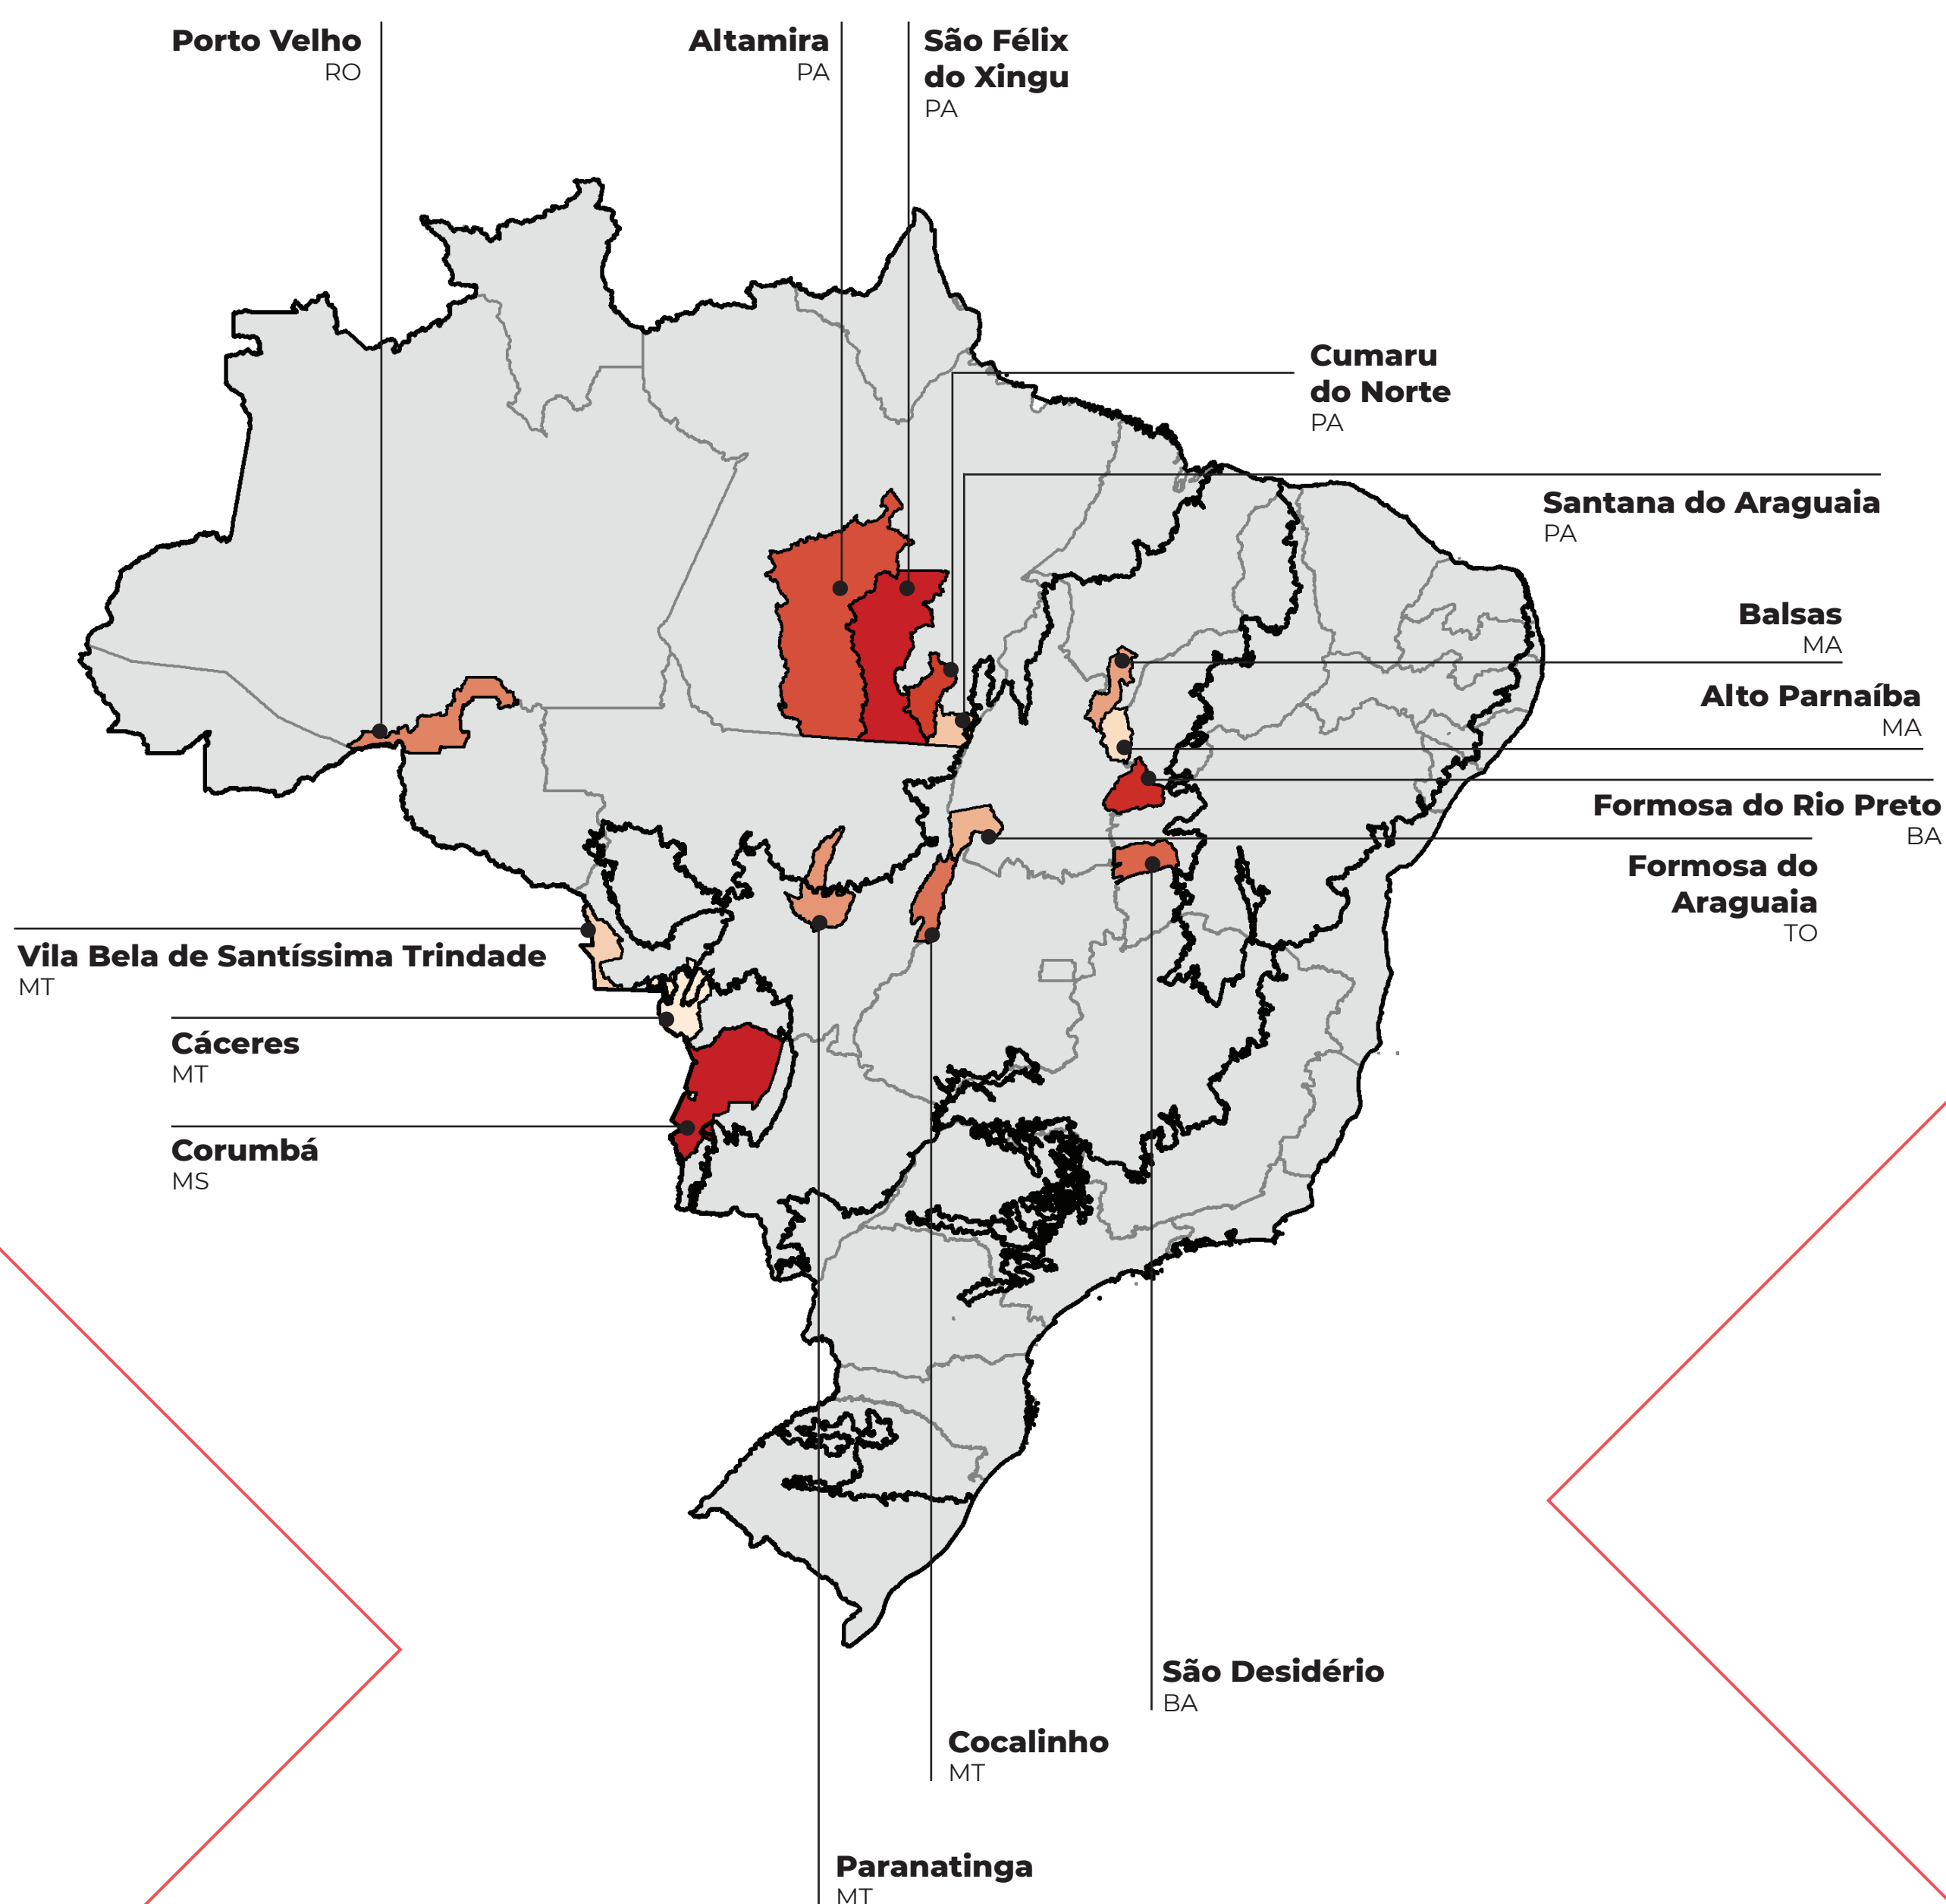 Porto Velho
RO
Altamira
PA
São Félix
do Xingu
PA
Cumaru
do Norte
PA
Santana do Araguaia
PA
Balsas
MA
Alto Parnaíba
MA
Formosa do Rio Preto
BA
Formosa do
Araguaia
TO
Vila Bela de Santíssima Trindade
MT
Cáceres
MT
Corumbá
MS
São Desidério
BA
Cocalinho
MT
Paranatinga
MT